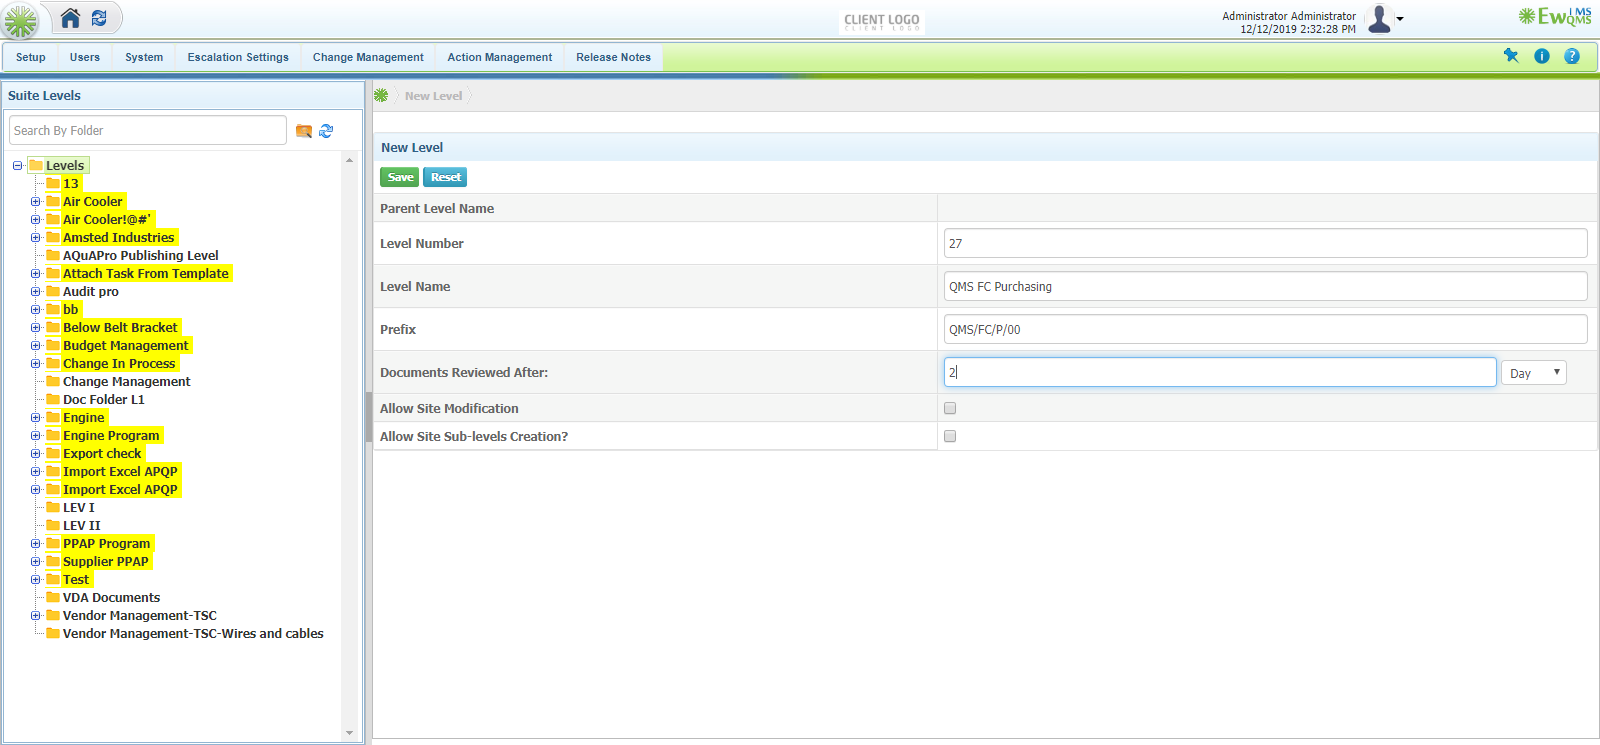 CLIENT LOGO
CLIENT LOGO
Administrator Administrator
12/12/2019 2:32:28 PM
EwQMS
IMS
Setup Users System Escalation Settings Change Management Action Management Release Notes
Suite Levels
Search By Folder
Levels
13
Air Cooler
Air Cooler!@#'
Amsted Industries
AQuAPro Publishing Level
Attach Task From Template
Audit pro
bb
Below Belt Bracket
Budget Management
Change In Process
Change Management
Doc Folder L1
Engine
Engine Program
Export check
Import Excel APQP
Import Excel APQP
LEV I
LEV II
PPAP Program
Supplier PPAP
Test
VDA Documents
Vendor Management-TSC
Vendor Management-TSC-Wires and cables
New Level
New Level
Save Reset
Parent Level Name
Level Number 27
Level Name QMS FC Purchasing
Prefix QMS/FC/P/00
Documents Reviewed After: 2 Day
Allow Site Modification
Allow Site Sub-levels Creation?